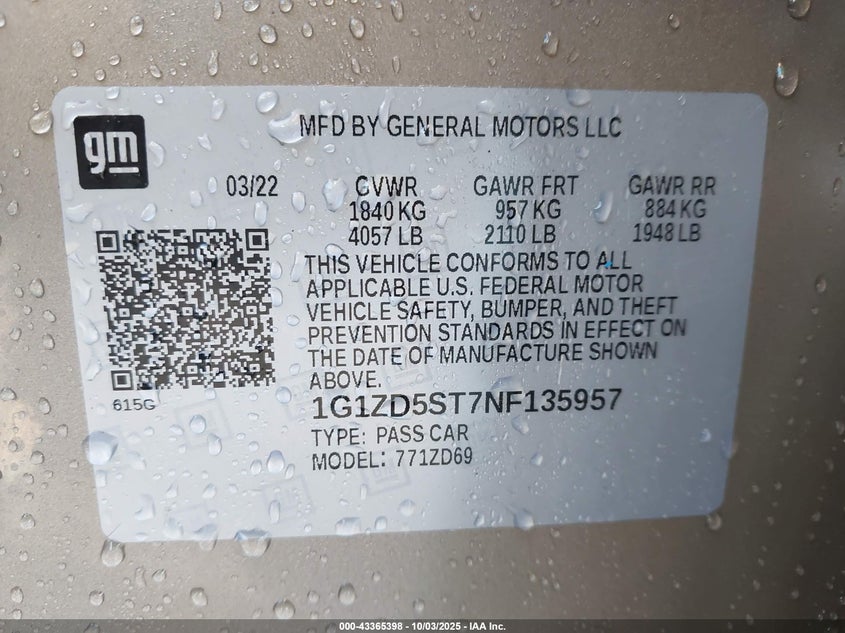 gm
MFD BY GENERAL MOTORS LLC
03/22 GVWR GAWR FRT GAWR RR
1840 KG 957 KG 884 KG
4057 LB 2110 LB 1948 LB
THIS VEHICLE CONFORMS TO ALL
APPLICABLE U.S. FEDERAL MOTOR
VEHICLE SAFETY, BUMPER, AND THEFT
PREVENTION STANDARDS IN EFFECT ON
THE DATE OF MANUFACTURE SHOWN
ABOVE.
615G
1G1ZD5ST7NF135957
TYPE: PASS CAR
MODEL: 771ZD69
000-43365398 - 10/03/2025 - IAA Inc.